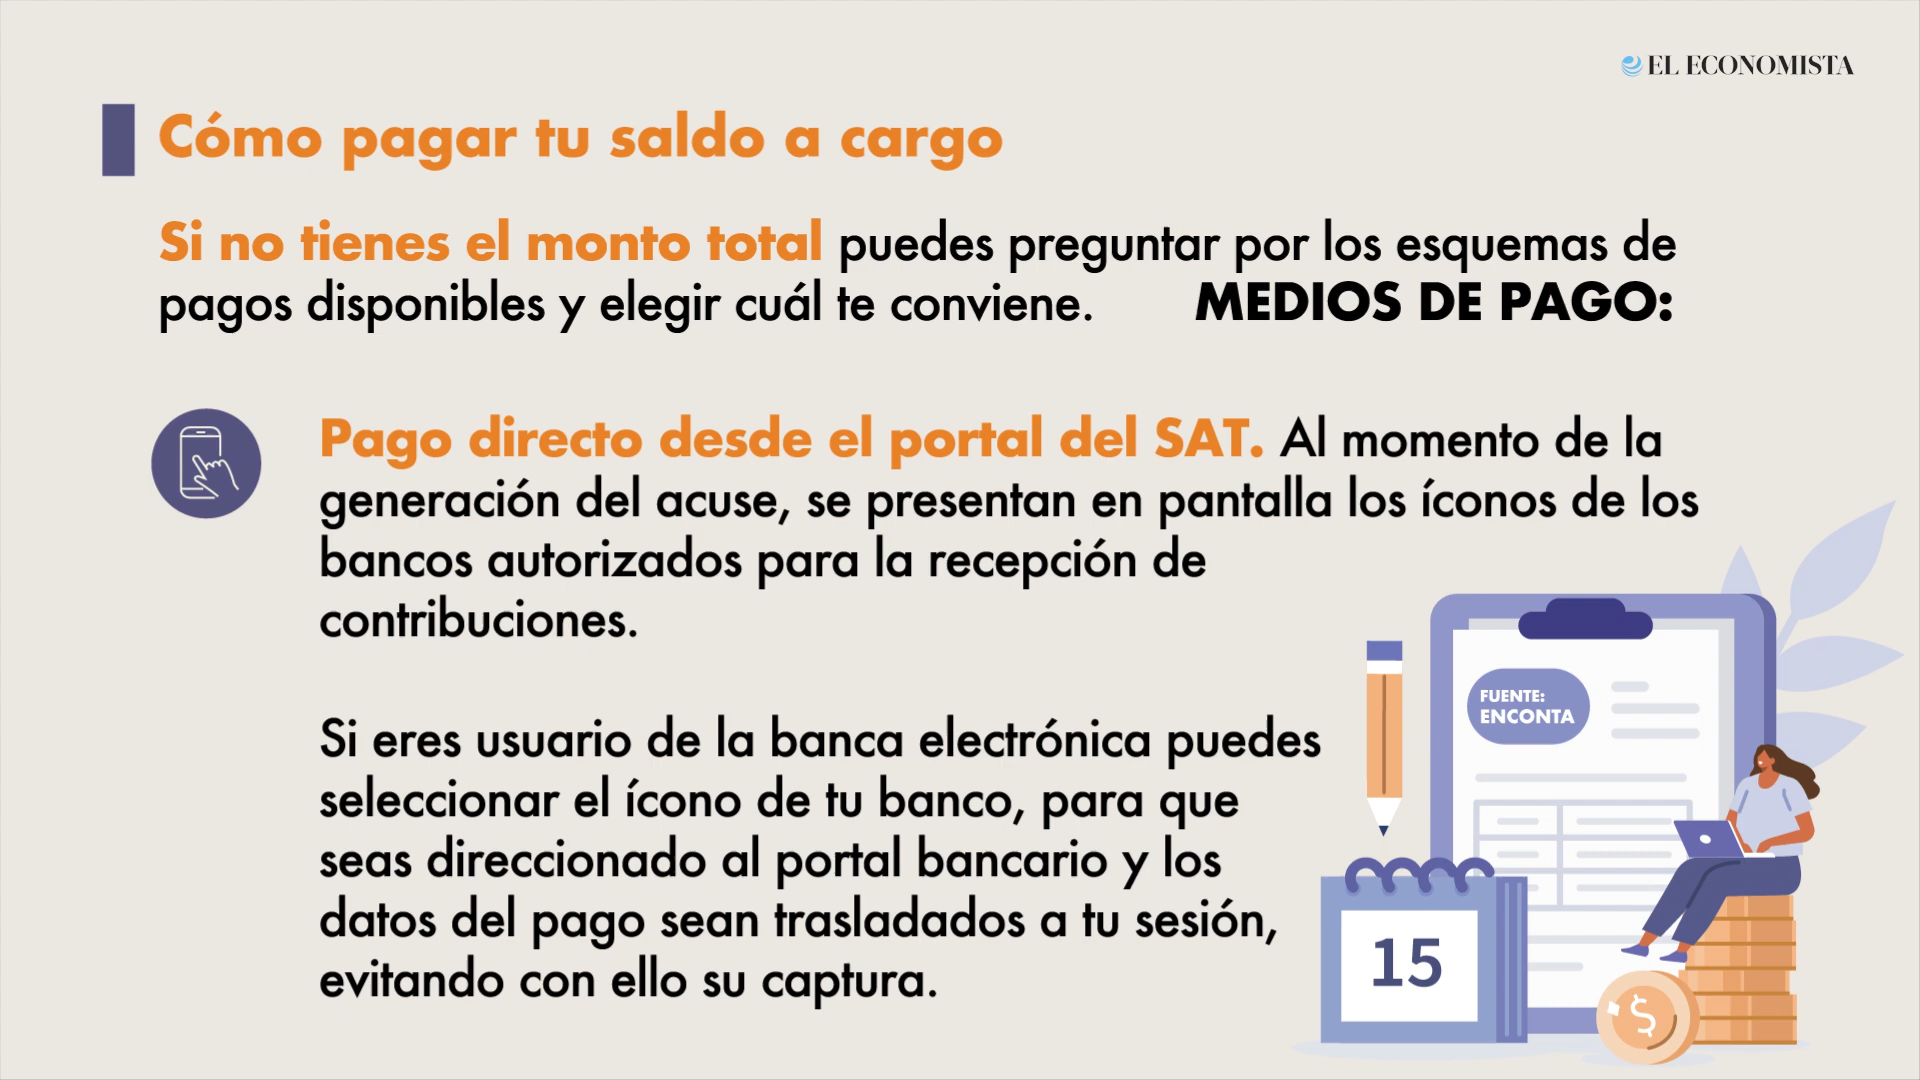 EL ECONOMISTA
Cómo pagar tu saldo a cargo
Si no tienes el monto total puedes preguntar por los esquemas de
pagos disponibles y elegir cuál te conviene. MEDIOS DE PAGO:
Pago directo desde el portal del SAT. Al momento de la
generación del acuse, se presentan en pantalla los íconos de los
bancos autorizados para la recepción de
contribuciones.
Si eres usuario de la banca electrónica puedes
seleccionar el ícono de tu banco, para que
seas direccionado al portal bancario y los
datos del pago sean trasladados a tu sesión,
evitando con ello su captura.
FUENTE:
ENCONTA
15
$